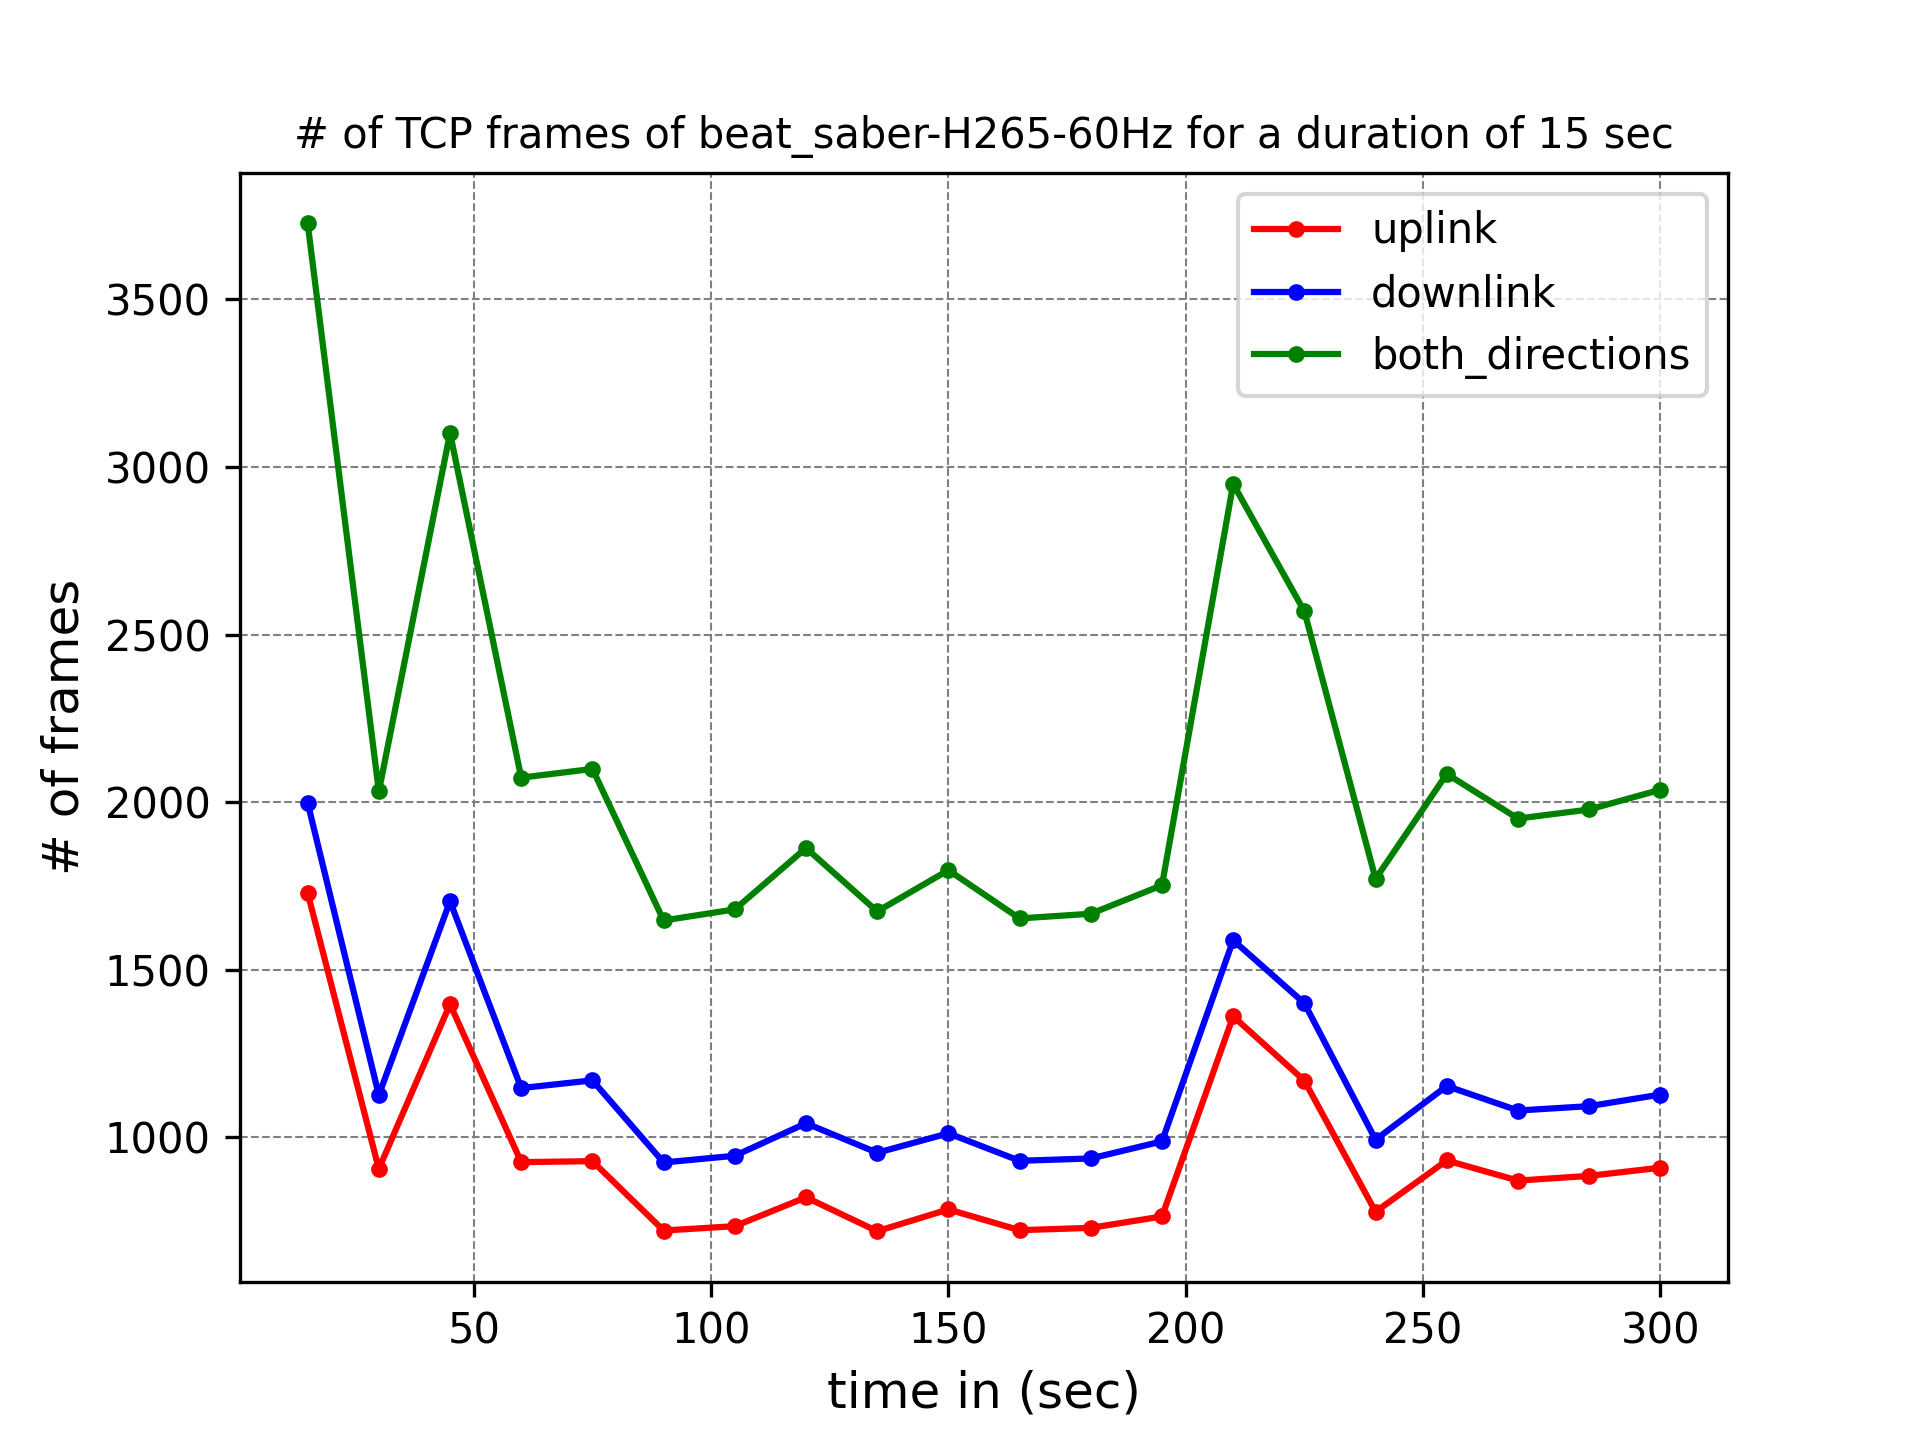 # of TCP frames of beat_saber-H265-60Hz for a duration of 15 sec
uplink
downlink
both_directions
3500
3000
2500
2000
1500
1000
# of frames
50 100 150 200 250 300
time in (sec)